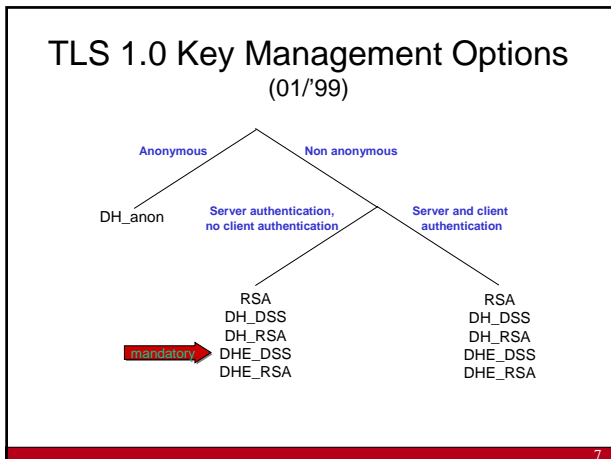 TLS 1.0 Key Management Options
(01/'99)
Anonymous
Non anonymous
DH_anon
Server authentication,
no client authentication
Server and client
authentication
RSA
DH_DSS
DH_RSA
DHE_DSS
DHE_RSA
mandatory
RSA
DH_DSS
DH_RSA
DHE_DSS
DHE_RSA
7